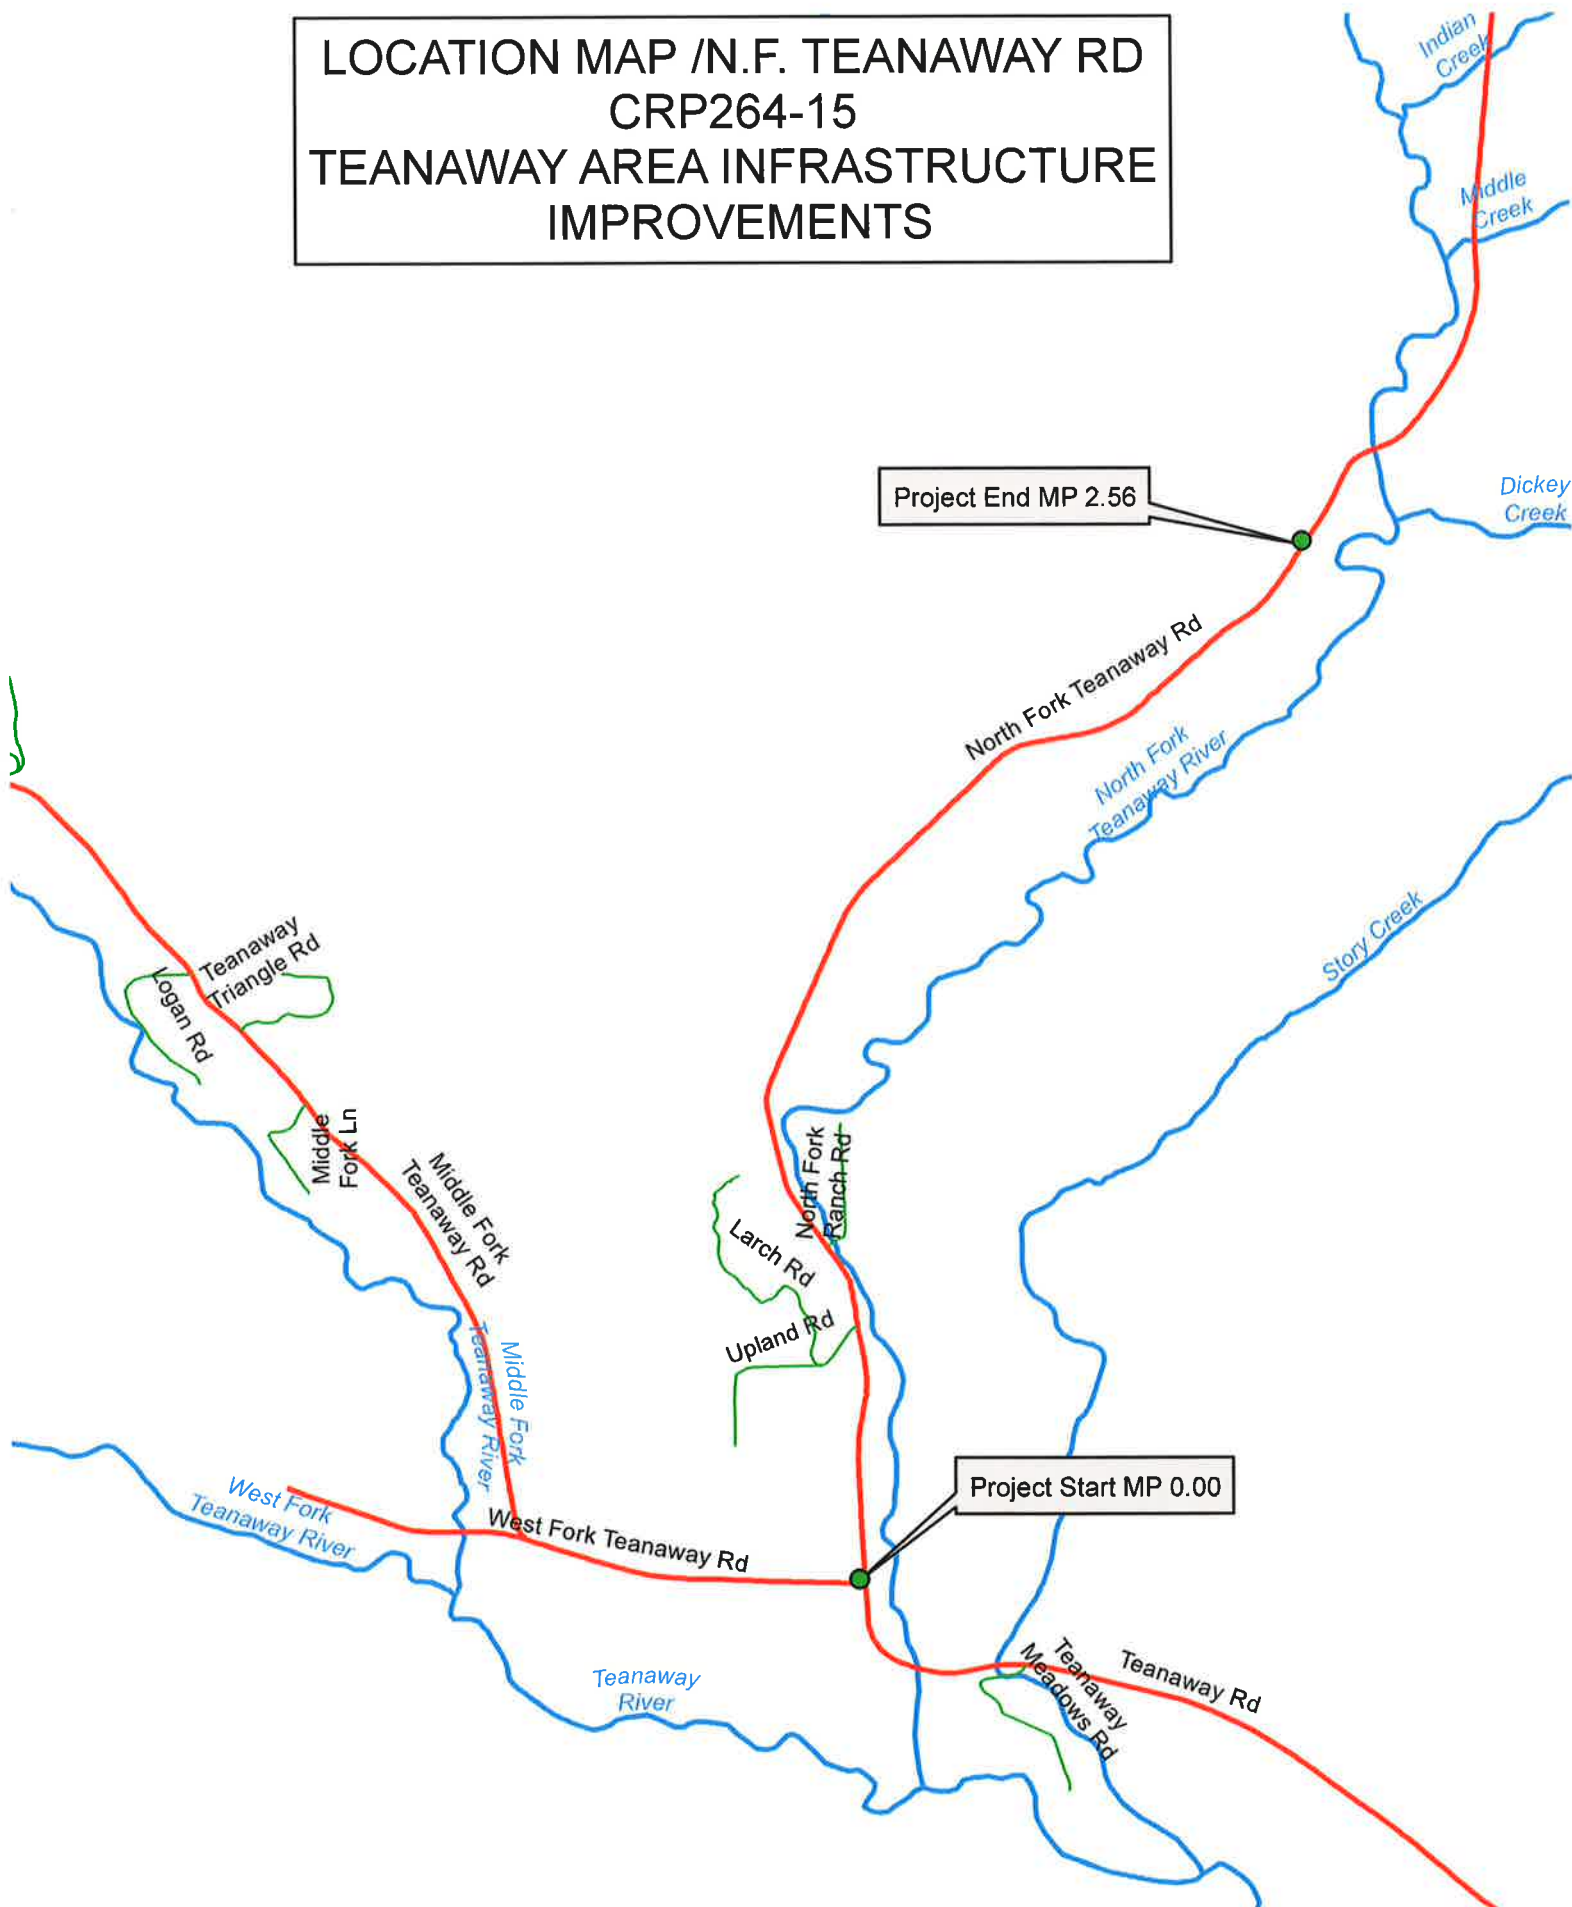 LOCATION MAP /N.F. TEANAWAY RD
CRP264-15
TEANAWAY AREA INFRASTRUCTURE
IMPROVEMENTS
Indian
Creek
Middle
Creek
Project End MP 2.56
Dickey
Creek
North Fork Teanaway Rd
North Fork
Teanaway River
Story Creek
Teanaway
Triangle Rd
Logan Rd
Middle
Fork Ln
Middle Fork
Teanaway Rd
North Fork
Ranch Rd
Larch Rd
Upland Rd
Middle Fork
Teanaway River
West Fork
Teanaway River
West Fork Teanaway Rd
Project Start MP 0.00
Teanaway
River
Teanaway
Meadows Rd
Teanaway Rd